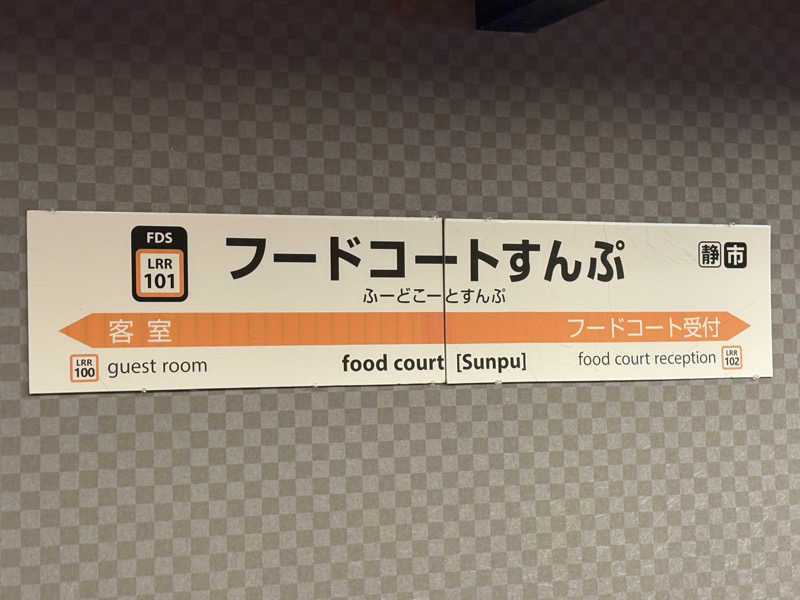 FDS
LRR
101
フードコートすんぷ
静 市
ふーどこーとすんぷ
客室
フードコート受付
LRR
100
guest room
food court [Sunpu]
food court reception
LRR
102